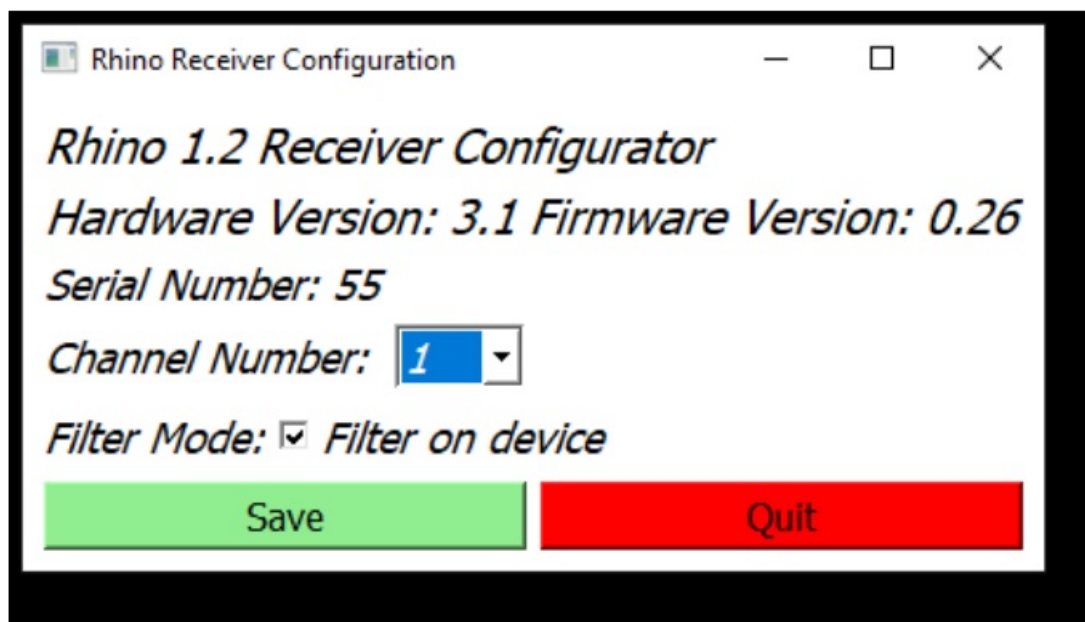 Rhino Receiver Configuration
Rhino 1.2 Receiver Configurator
Hardware Version: 3.1 Firmware Version: 0.26
Serial Number: 55
Channel Number: 1
Filter Mode: Filter on device
Save Quit